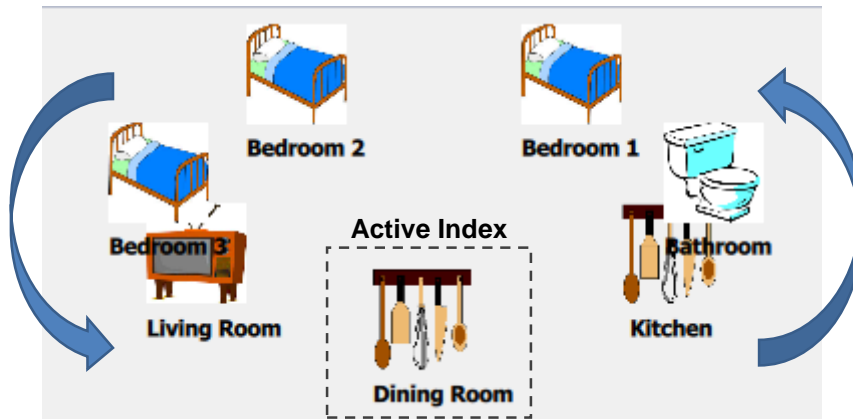 Bedroom 2
Bedroom 1
Bedroom 3
Bathroom
Active Index
Living Room
Kitchen
Dining Room